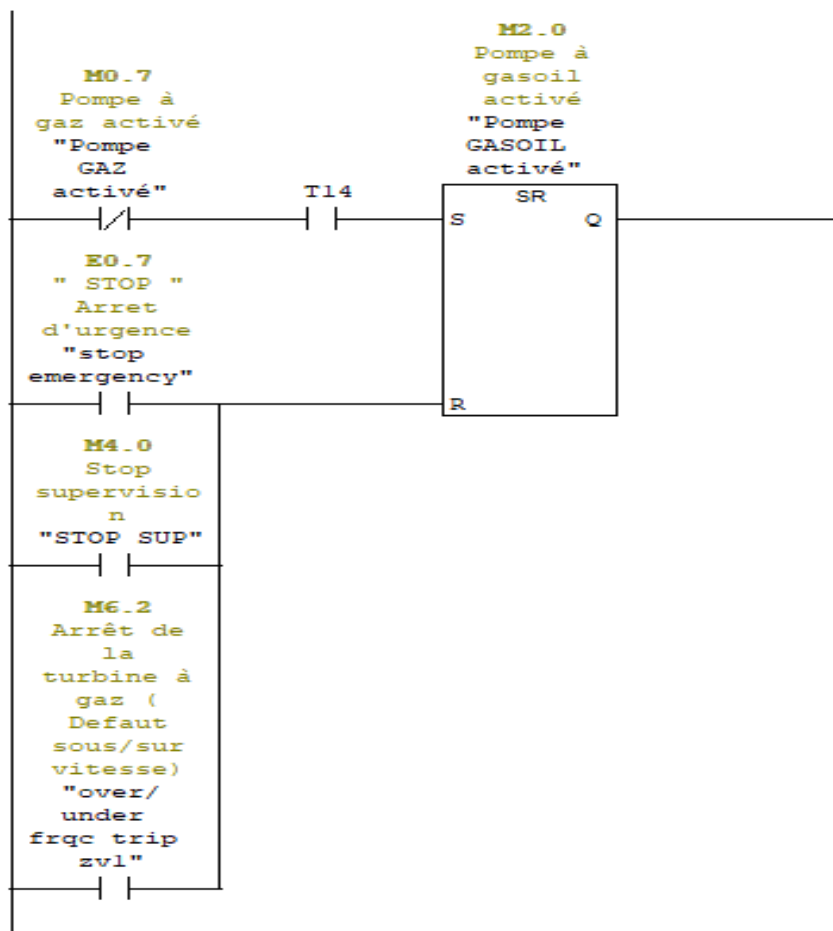 M2.0
Pompe à
gasoil
activé
"Pompe
GASOIL
activé"
M0.7
Pompe à
gaz activé
"Pompe
GAZ
activé"
T14
SR
S
Q
E0.7
" STOP "
Arret
d'urgence
"stop
emergency"
R
M4.0
Stop
supervisio
n
"STOP SUP"
M6.2
Arrêt de
la
turbine à
gaz (
Defaut
sous/sur
vitesse)
"over/
under
frqc trip
zvl"